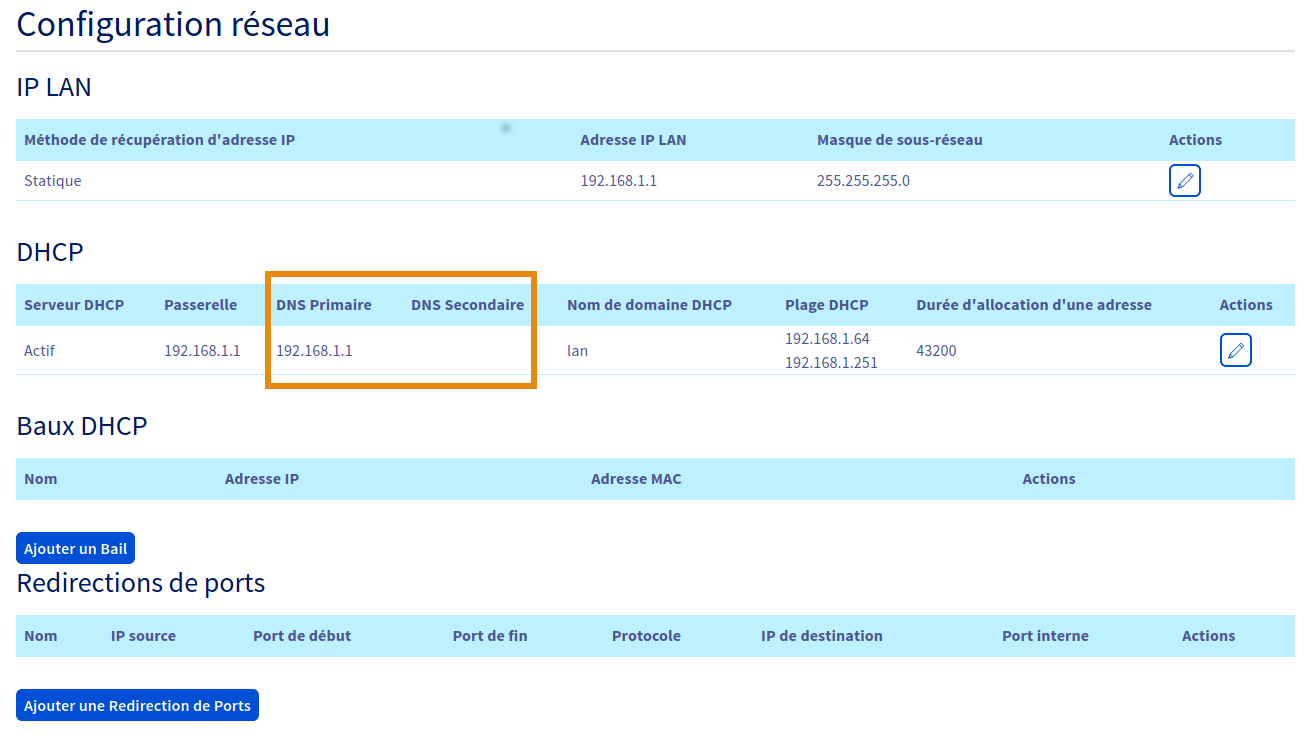 Configuration réseau
IP LAN
Méthode de récupération d'adresse IP Adresse IP LAN Masque de sous-réseau Actions
Statique 192.168.1.1 255.255.255.0
DHCP
Serveur DHCP Passerelle DNS Primaire DNS Secondaire Nom de domaine DHCP Plage DHCP Durée d'allocation d'une adresse Actions
Actif 192.168.1.1 192.168.1.1 lan 192.168.1.64 43200
192.168.1.251
Baux DHCP
Nom Adresse IP Adresse MAC Actions
Ajouter un Bail
Redirections de ports
Nom IP source Port de début Port de fin Protocole IP de destination Port interne Actions
Ajouter une Redirection de Ports